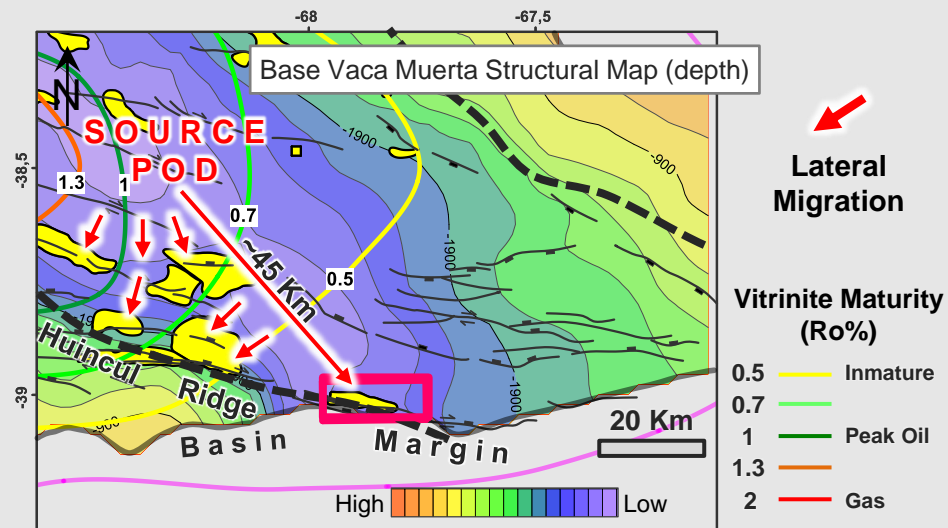 -68
-67,5
Base Vaca Muerta Structural Map (depth)
N
SOURCE
POD
-1900
-900
-38,5
1.3
1
0.7
~45 Km
0.5
-1900
Huincul Ridge
-39
-900
-1900
20 Km
Basin Margin
High
Low
Lateral
Migration
Vitrinite Maturity
(Ro%)
0.5 Inmature
0.7
1 Peak Oil
1.3
2 Gas